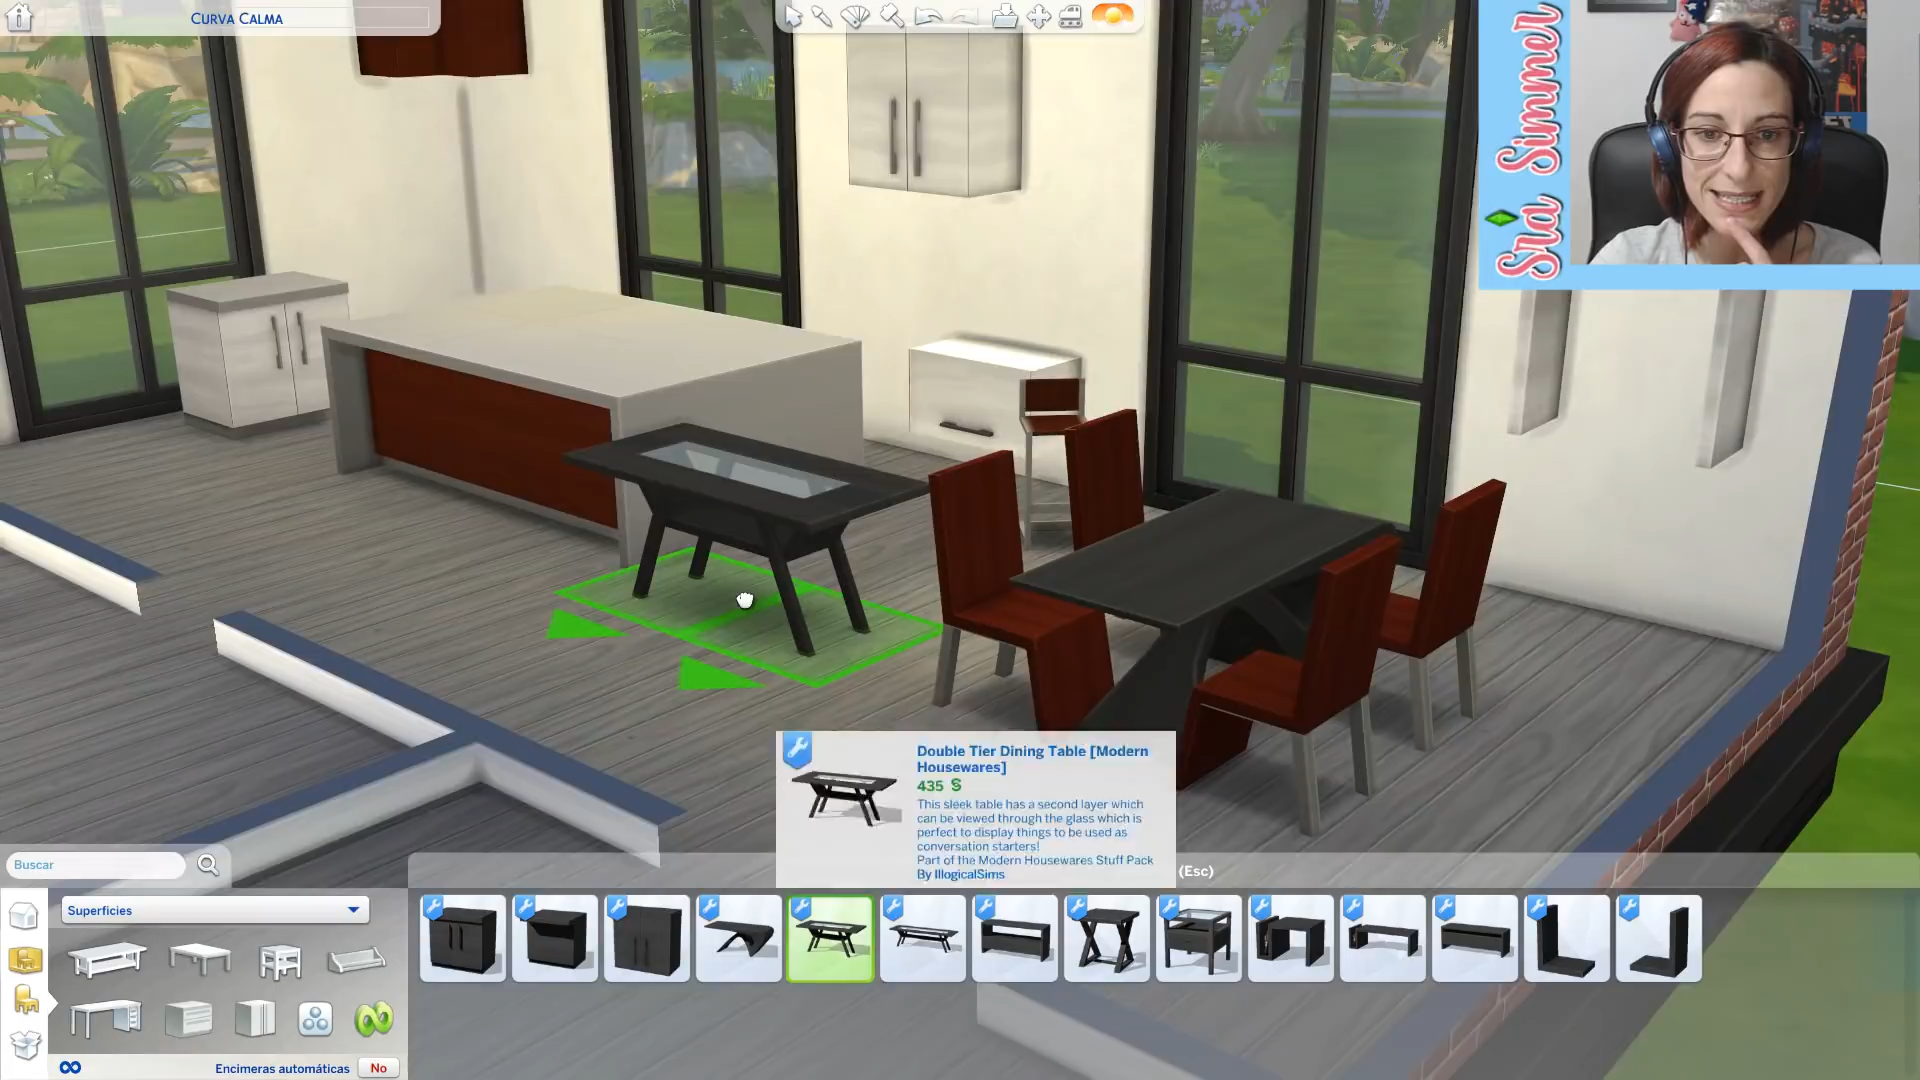 CURVA CALMA
Sra Simmer
Double Tier Dining Table [Modern
Housewares]
435 §
This sleek table has a second layer which
can be viewed through the glass which is
perfect to display things to be used as
conversation starters!
Part of the Modern Housewares Stuff Pack
By IllogicalSims
(Esc)
Buscar
Superficies
Encimeras automáticas
No